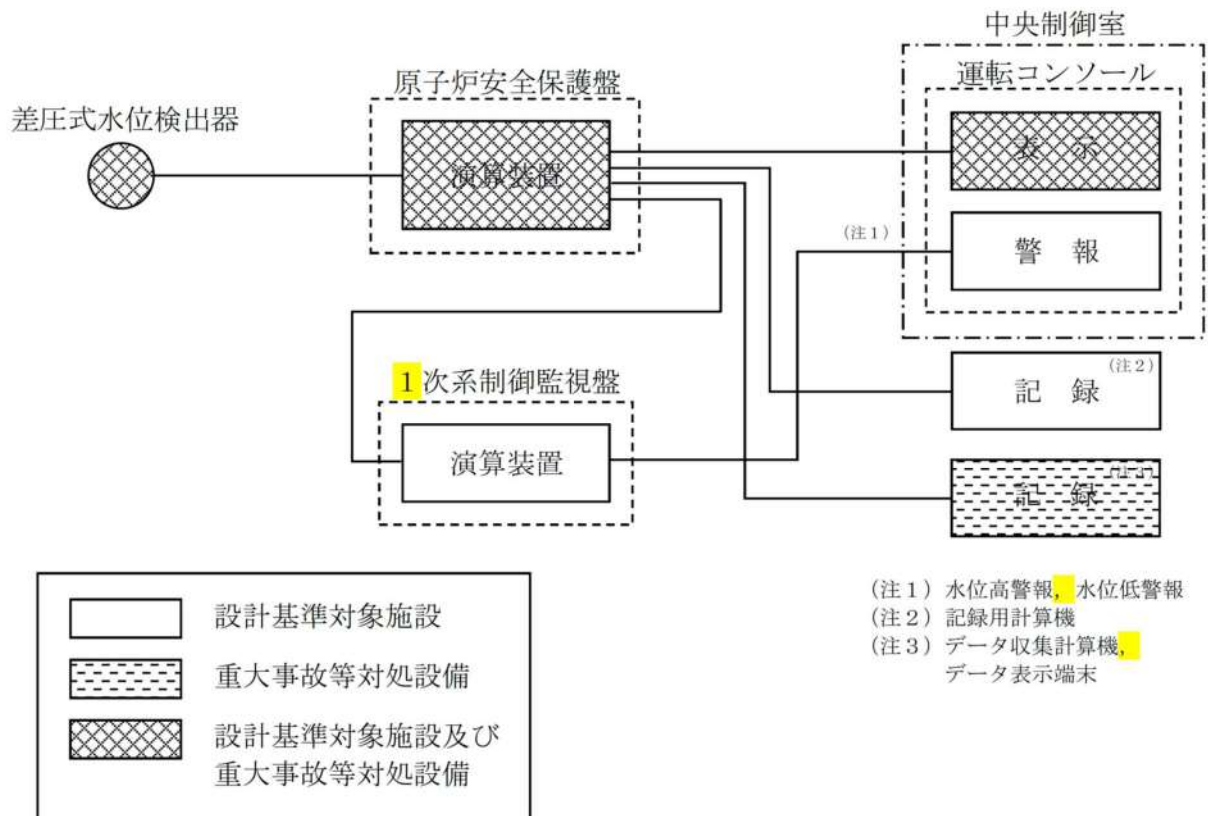 中央制御室
運転コンソール
原子炉安全保護盤
差圧式水位検出器
演算装置
表 示
(注1)
警 報
1次系制御監視盤
演算装置
(注2)
記 録
(注3)
記 録
設計基準対象施設
重大事故等対処設備
設計基準対象施設及び
重大事故等対処設備
(注1) 水位高警報，水位低警報
(注2) 記録用計算機
(注3) データ収集計算機，
データ表示端末